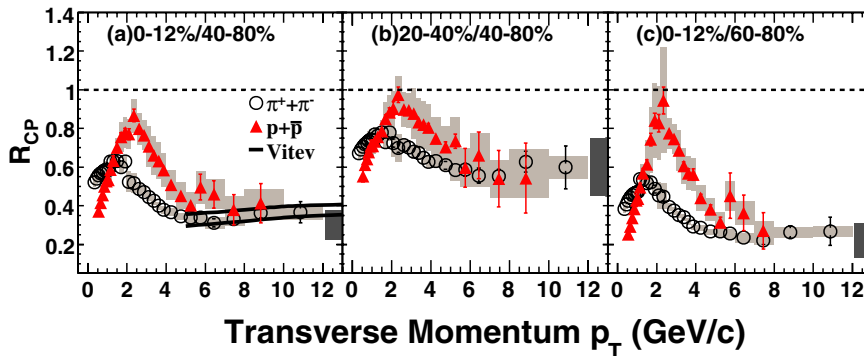 (a)0-12%/40-80% (b)20-40%/40-80% (c)0-12%/60-80%
1.4
1.2
1
0.8
0.6
0.4
0.2
R_CP
π⁺+π⁻
p+p̅
Vitev
0 2 4 6 8 10 12 0 2 4 6 8 10 12 0 2 4 6 8 10 12
Transverse Momentum p_T (GeV/c)